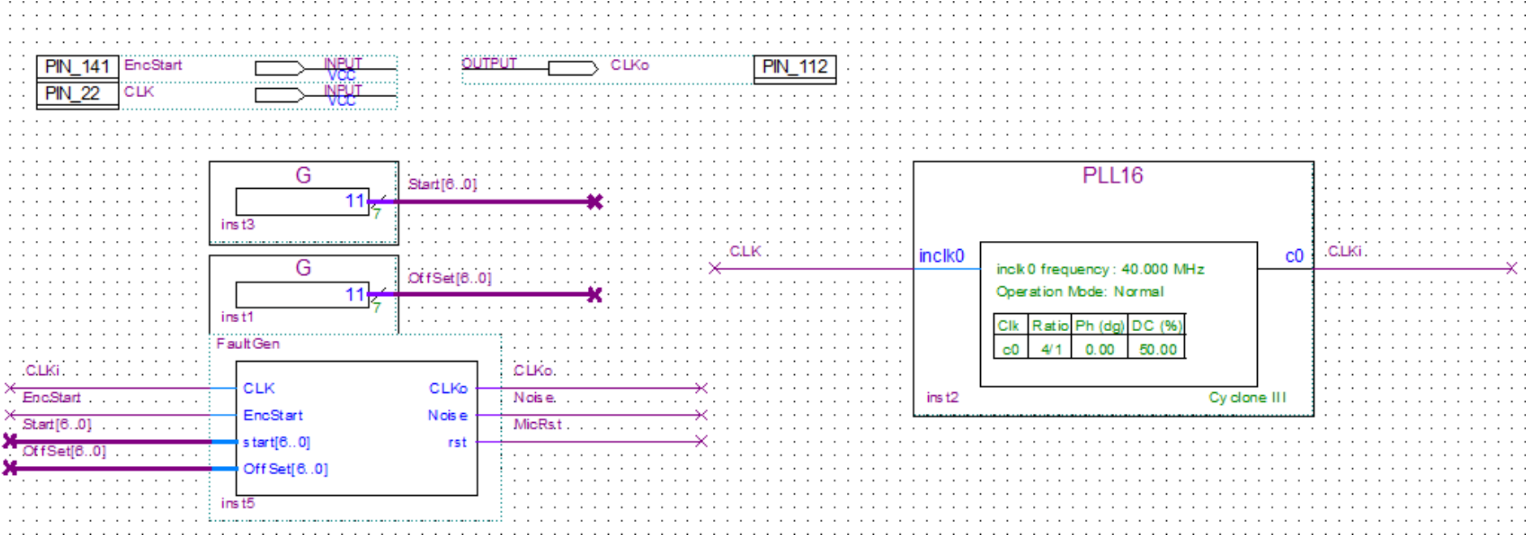 PIN_141 EncStart INPUT VCC
OUTPUT CLKo PIN_112
PIN_22 CLK INPUT VCC
G
11
7
Start[6..0]
inst3
G
11
7
OffSet[6..0]
inst1
PLL16
CLK
inclk0
c0
CLKi
inclk0 frequency: 40.000 MHz
Operation Mode: Normal
Clk Ratio Ph (dg) DC (%)
c0 4/1 0.00 50.00
inst2
Cyclone III
FaultGen
CLKi CLK CLKo CLKo
EncStart EncStart Noise Noise
Start[6..0] start[6..0] rst MicRst
OffSet[6..0] OffSet[6..0]
inst5